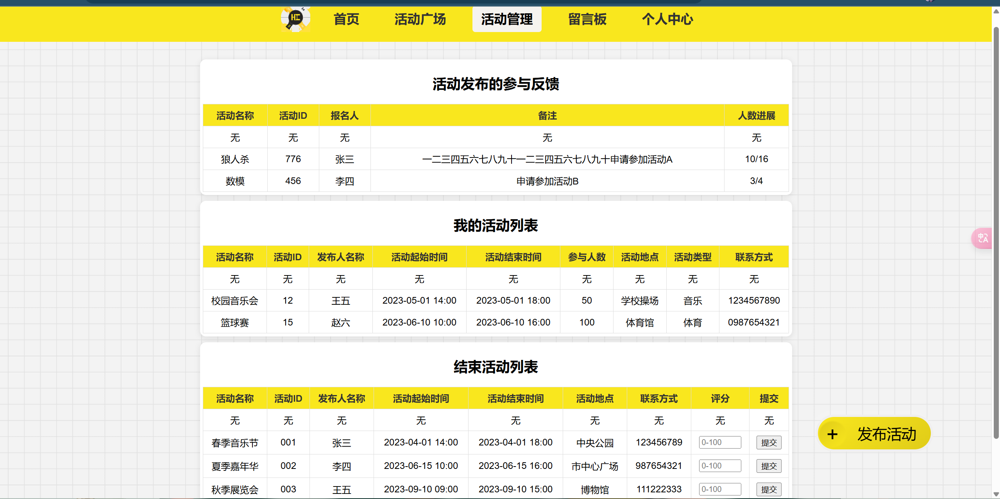 HI
首页 活动广场 活动管理 留言板 个人中心
活动发布的参与反馈
活动名称 活动ID 报名人 备注 人数进展
无 无 无 无 无
狼人杀 776 张三 一二三四五六七八九十一二三四五六七八九十申请参加活动A 10/16
数模 456 李四 申请参加活动B 3/4
我的活动列表
活动名称 活动ID 发布人名称 活动起始时间 活动结束时间 参与人数 活动地点 活动类型 联系方式
无 无 无 无 无 无 无 无 无
校园音乐会 12 王五 2023-05-01 14:00 2023-05-01 18:00 50 学校操场 音乐 1234567890
篮球赛 15 赵六 2023-06-10 10:00 2023-06-10 16:00 100 体育馆 体育 0987654321
结束活动列表
活动名称 活动ID 发布人名称 活动起始时间 活动结束时间 活动地点 联系方式 评分 提交
无 无 无 无 无 无 无 无 无
春季音乐节 001 张三 2023-04-01 14:00 2023-04-01 18:00 中央公园 123456789 0-100 提交
夏季嘉年华 002 李四 2023-06-15 10:00 2023-06-15 16:00 市中心广场 987654321 0-100 提交
秋季展览会 003 王五 2023-09-10 09:00 2023-09-10 15:00 博物馆 111222333 0-100 提交
+ 发布活动
中A